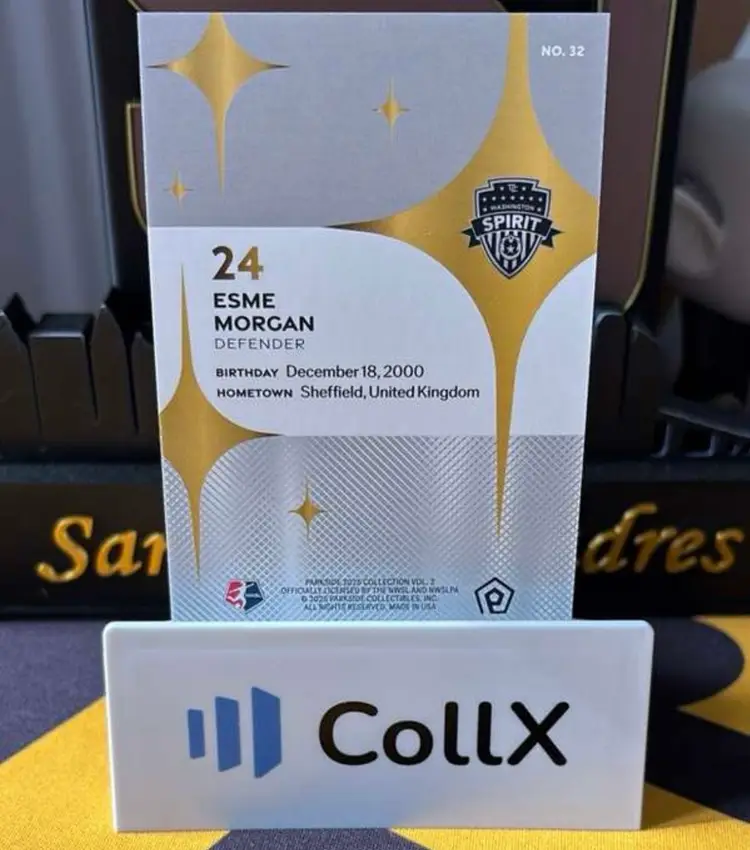 NO. 32
WASHINGTON
SPIRIT
24
ESME
MORGAN
DEFENDER
BIRTHDAY December 18, 2000
HOMETOWN Sheffield, United Kingdom
PARKSIDE 2025 COLLECTION VOL. 2
OFFICIALLY LICENSED BY THE NWSL AND NWSLPA
© 2025 PARKSIDE COLLECTIBLES, INC.
ALL RIGHTS RESERVED. MADE IN USA
San dres
CollX